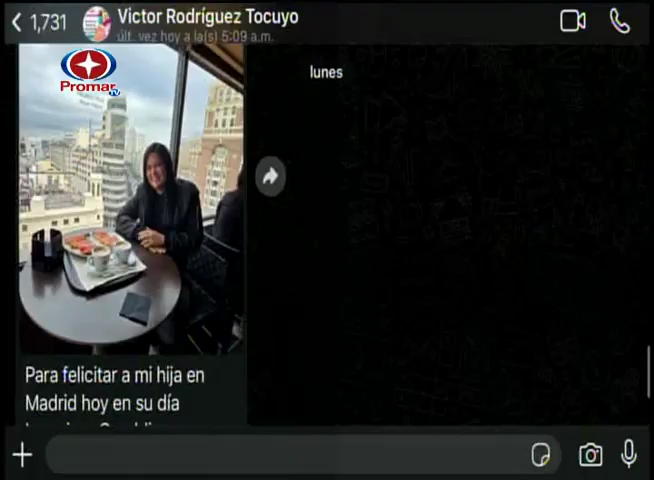 1,731
Victor Rodríguez Tocuyo
últ. vez hoy a la(s) 5:09 a.m.
Promar TV
lunes
Para felicitar a mi hija en
Madrid hoy en su día